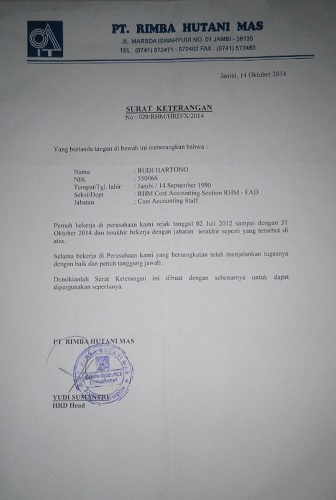 PT. RIMBA HUTANI MAS
JL. MARSDA ISWAHYUDI NO. 01 JAMBI - 36135
TEL : (0741) 572471 - 572402 FAX : (0741) 573463
Jambi, 14 Oktober 2014
SURAT KETERANGAN
No : 020/RHM/HRD/X/2014
Yang bertanda tangan di bawah ini menerangkan bahwa :
Nama : BUDI HARTONO
NIK : 550066
Tempat/Tgl. lahir : Jambi / 14 September 1990
Seksi/Dept : RHM Cost Accounting Section RHM - FAD
Jabatan : Cost Accounting Staff
Pernah bekerja di perusahaan kami sejak tanggal 02 Juli 2012 sampai dengan 31
Oktober 2014 dan terakhir bekerja dengan jabatan terakhir seperti yang tersebut di
atas.
Selama bekerja di Perusahaan kami yang bersangkutan telah menjalankan tugasnya
dengan baik dan penuh tanggung jawab.
Demikianlah Surat Keterangan ini dibuat dengan sebenarnya untuk dapat
dipergunakan seperlunya.
PT RIMBA HUTANI MAS
YUDI SUMANTRI
HRD Head